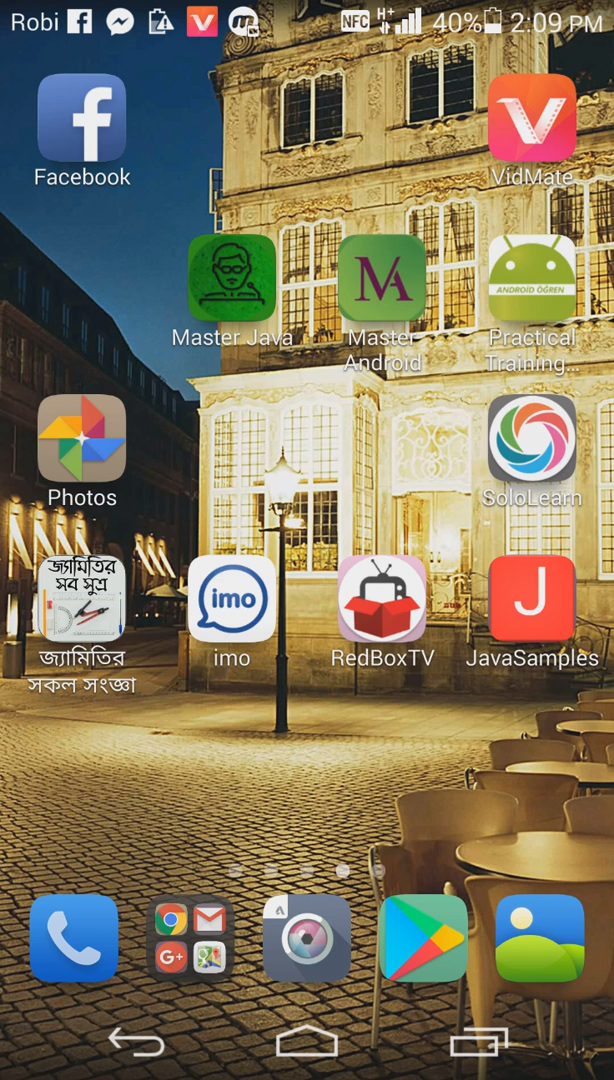 Robi NFC H+ 40% 2:09 PM
Facebook
VidMate
ANDROID ÖĞREN
Master Java
Master
Android
Practical
Training...
Photos
SoloLearn
জ্যামিতির
সব সুত্র
imo
J
জ্যামিতির
সকল সংজ্ঞা
imo
RedBoxTV
JavaSamples